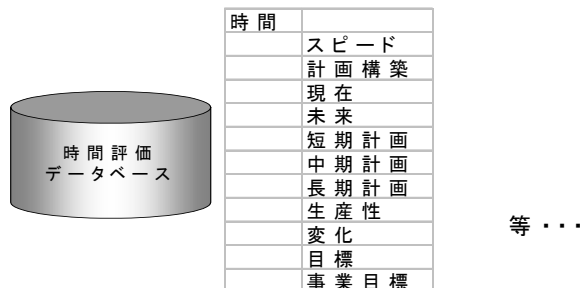 時間
スピード
計画構築
現在
未来
短期計画
中期計画
長期計画
生産性
変化
目標
事業目標
時間評価
データベース
等・・・